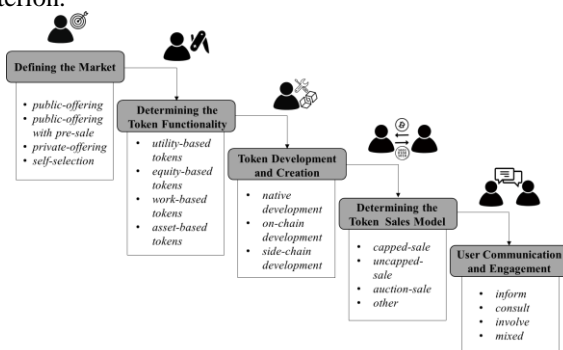 terion.
Defining the Market
• public-offering
• public-offering
with pre-sale
• private-offering
• self-selection
Determining the
Token Functionality
• utility-based
tokens
• equity-based
tokens
• work-based
tokens
• asset-based
tokens
Token Development
and Creation
• native
development
• on-chain
development
• side-chain
development
Determining the
Token Sales Model
• capped-sale
• uncapped-
sale
• auction-sale
• other
User Communication
and Engagement
• inform
• consult
• involve
• mixed